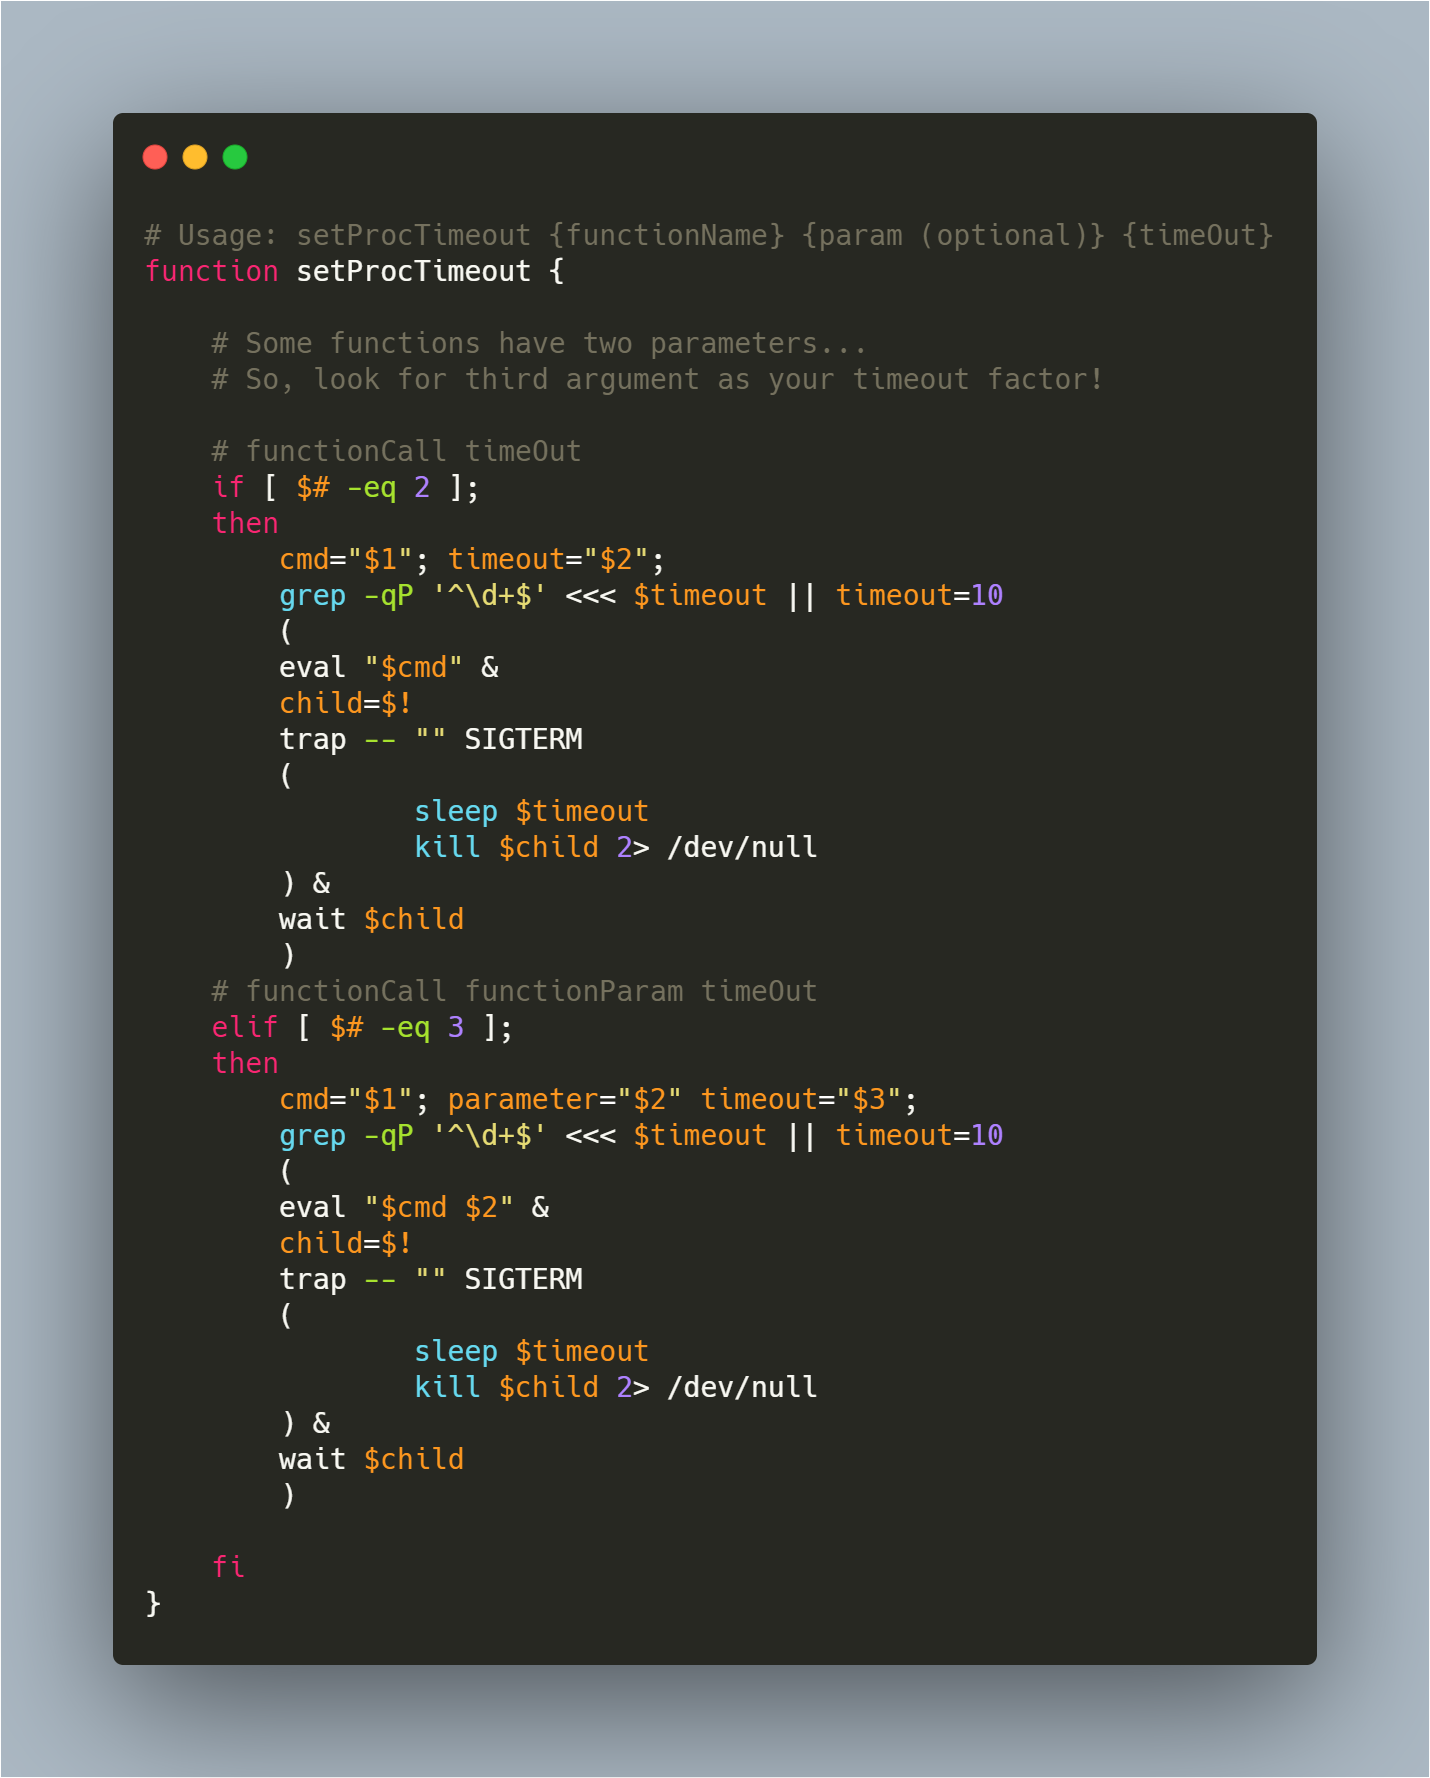 # Usage: setProcTimeout {functionName} {param (optional)} {timeOut}
function setProcTimeout {
# Some functions have two parameters...
# So, look for third argument as your timeout factor!
# functionCall timeOut
if [ $# -eq 2 ];
then
cmd="$1"; timeout="$2";
grep -qP '^\d+$' <<< $timeout || timeout=10
(
eval "$cmd" &
child=$!
trap -- "" SIGTERM
(
sleep $timeout
kill $child 2> /dev/null
) &
wait $child
)
# functionCall functionParam timeOut
elif [ $# -eq 3 ];
then
cmd="$1"; parameter="$2" timeout="$3";
grep -qP '^\d+$' <<< $timeout || timeout=10
(
eval "$cmd $2" &
child=$!
trap -- "" SIGTERM
(
sleep $timeout
kill $child 2> /dev/null
) &
wait $child
)
fi
}